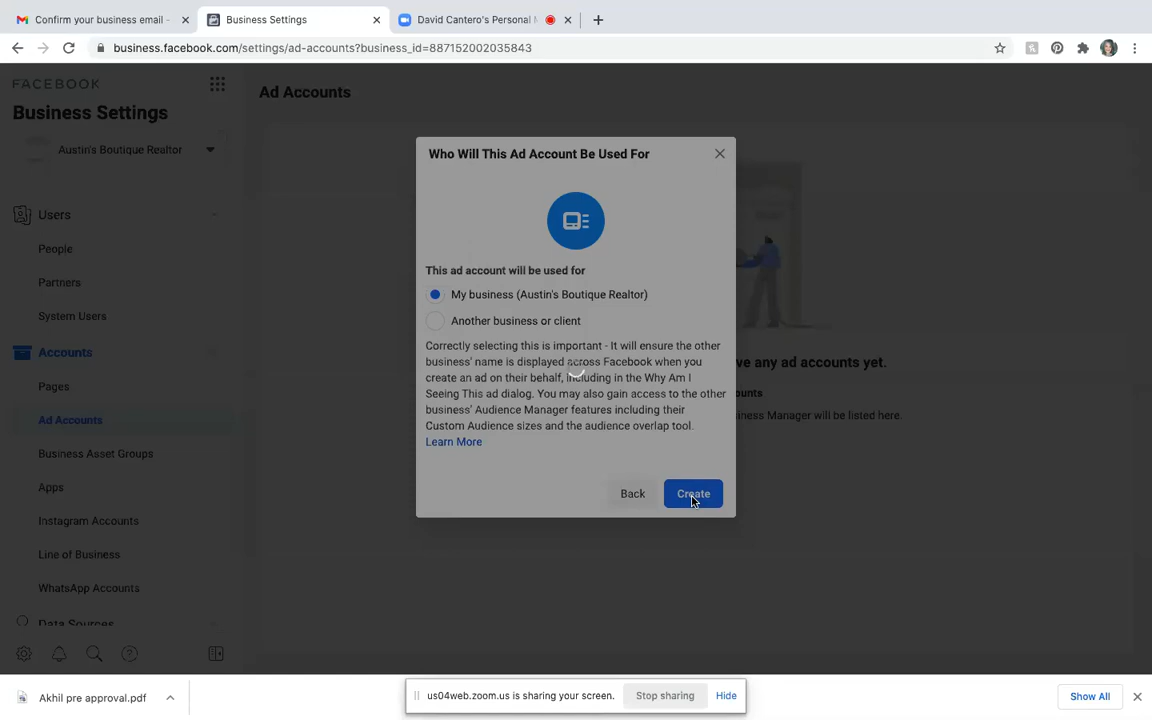 Confirm your business email -
Business Settings
David Cantero's Personal M
business.facebook.com/settings/ad-accounts?business_id=887152002035843
FACEBOOK
Business Settings
Austin's Boutique Realtor
Users
People
Partners
System Users
Accounts
Pages
Ad Accounts
Business Asset Groups
Apps
Instagram Accounts
Line of Business
WhatsApp Accounts
Data Sources
Ad Accounts
ve any ad accounts yet.
ounts
iness Manager will be listed here.
Who Will This Ad Account Be Used For
This ad account will be used for
My business (Austin's Boutique Realtor)
Another business or client
Correctly selecting this is important - It will ensure the other
business' name is displayed across Facebook when you
create an ad on their behalf, including in the Why Am I
Seeing This ad dialog. You may also gain access to the other
business' Audience Manager features including their
Custom Audience sizes and the audience overlap tool.
Learn More
Back
Create
Akhil pre approval.pdf
us04web.zoom.us is sharing your screen.
Stop sharing
Hide
Show All